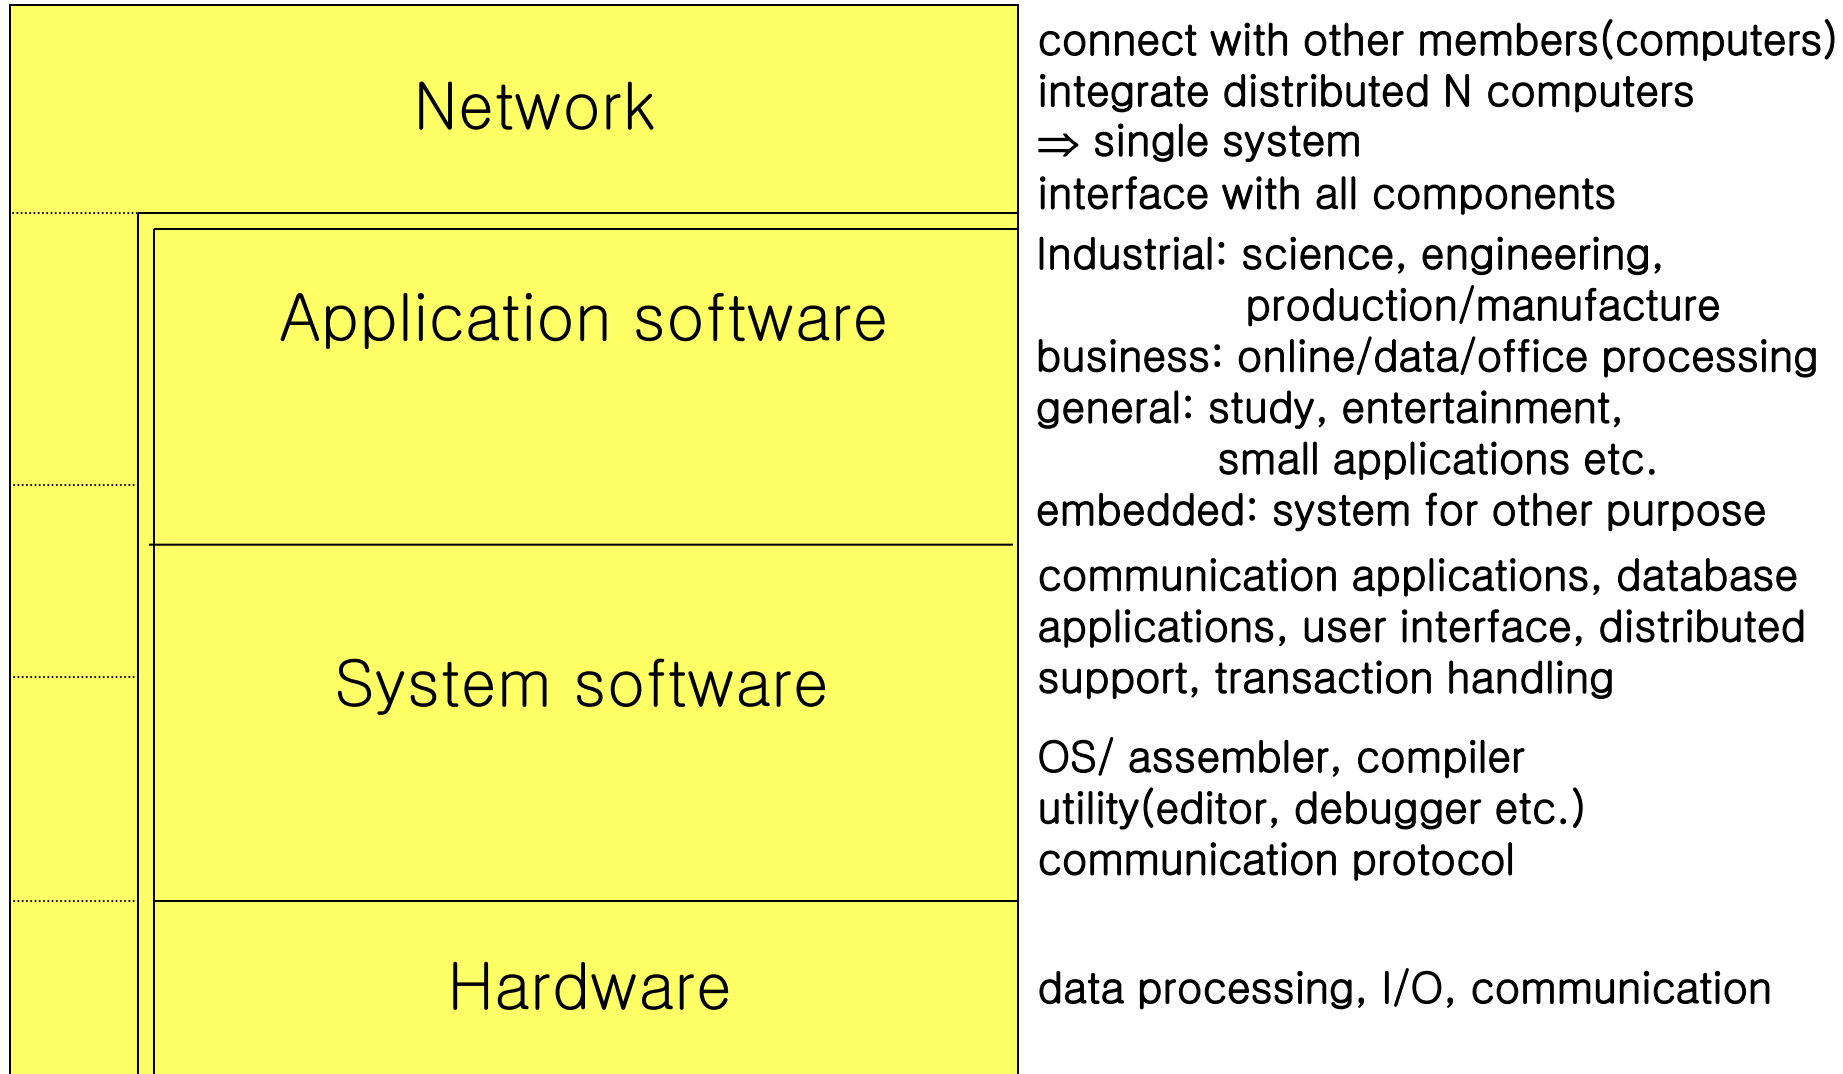 Network
connect with other members(computers)
integrate distributed N computers
⇒ single system
interface with all components
Application software
Industrial: science, engineering,
production/manufacture
business: online/data/office processing
general: study, entertainment,
small applications etc.
embedded: system for other purpose
System software
communication applications, database
applications, user interface, distributed
support, transaction handling
OS/ assembler, compiler
utility(editor, debugger etc.)
communication protocol
Hardware
data processing, I/O, communication